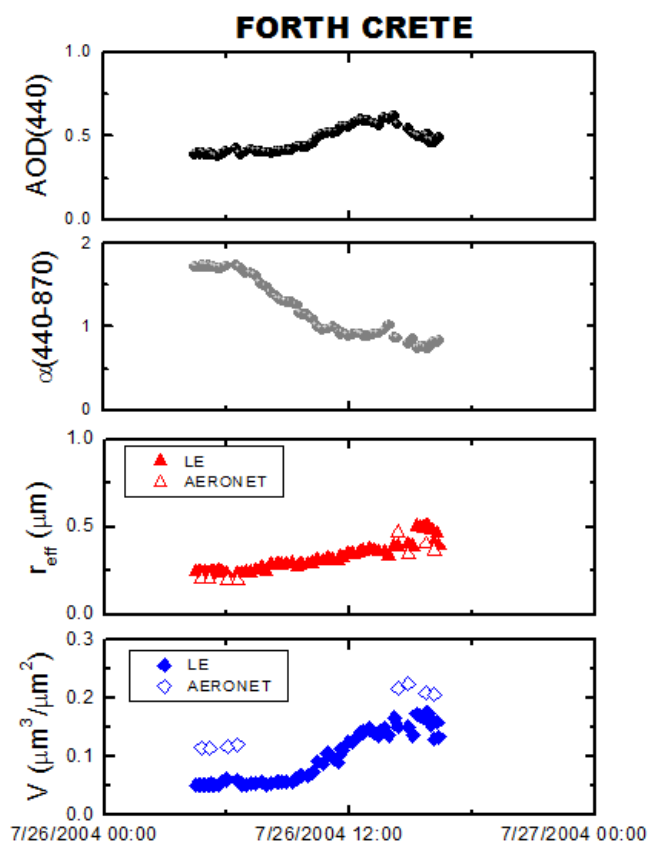 FORTH CRETE
AOD(440)
1.0
0.5
0.0
α(440-870)
2
1
0
r_eff (μm)
1.0
0.5
0.0
LE
AERONET
V (μm³/μm²)
0.3
0.2
0.1
0.0
LE
AERONET
7/26/2004 00:00 7/26/2004 12:00 7/27/2004 00:00